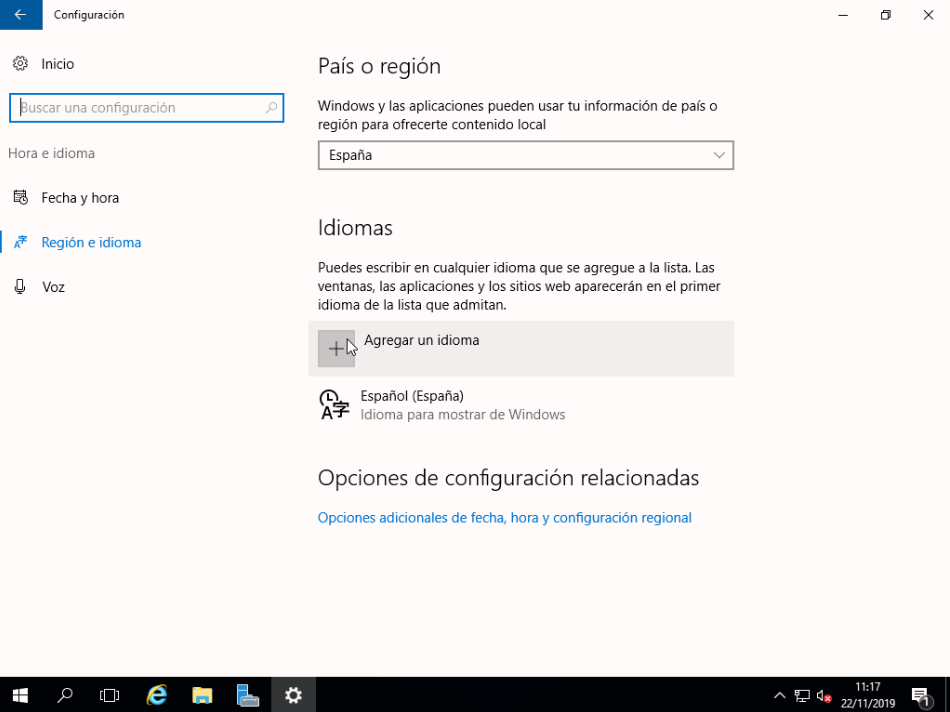 Configuración
Inicio
Buscar una configuración
Hora e idioma
Fecha y hora
Región e idioma
Voz
País o región
Windows y las aplicaciones pueden usar tu información de país o
región para ofrecerte contenido local
España
Idiomas
Puedes escribir en cualquier idioma que se agregue a la lista. Las
ventanas, las aplicaciones y los sitios web aparecerán en el primer
idioma de la lista que admitan.
Agregar un idioma
A字
Español (España)
Idioma para mostrar de Windows
Opciones de configuración relacionadas
Opciones adicionales de fecha, hora y configuración regional
11:17
22/11/2019
1